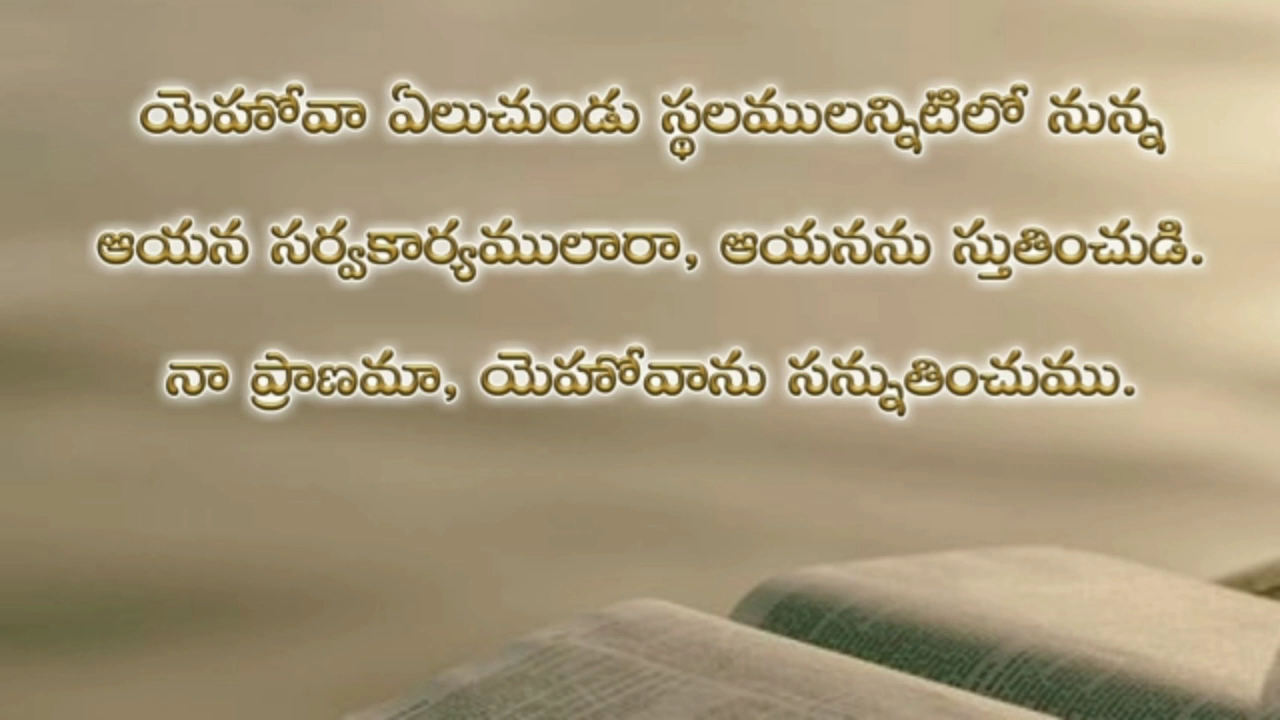 యెహోవా ఏలుచుండు స్థలములన్నిటిలో నున్న
ఆయన సర్వకార్యములారా, ఆయనను స్తుతించుడి.
నా ప్రాణమా, యెహోవాను సన్నుతించుము.